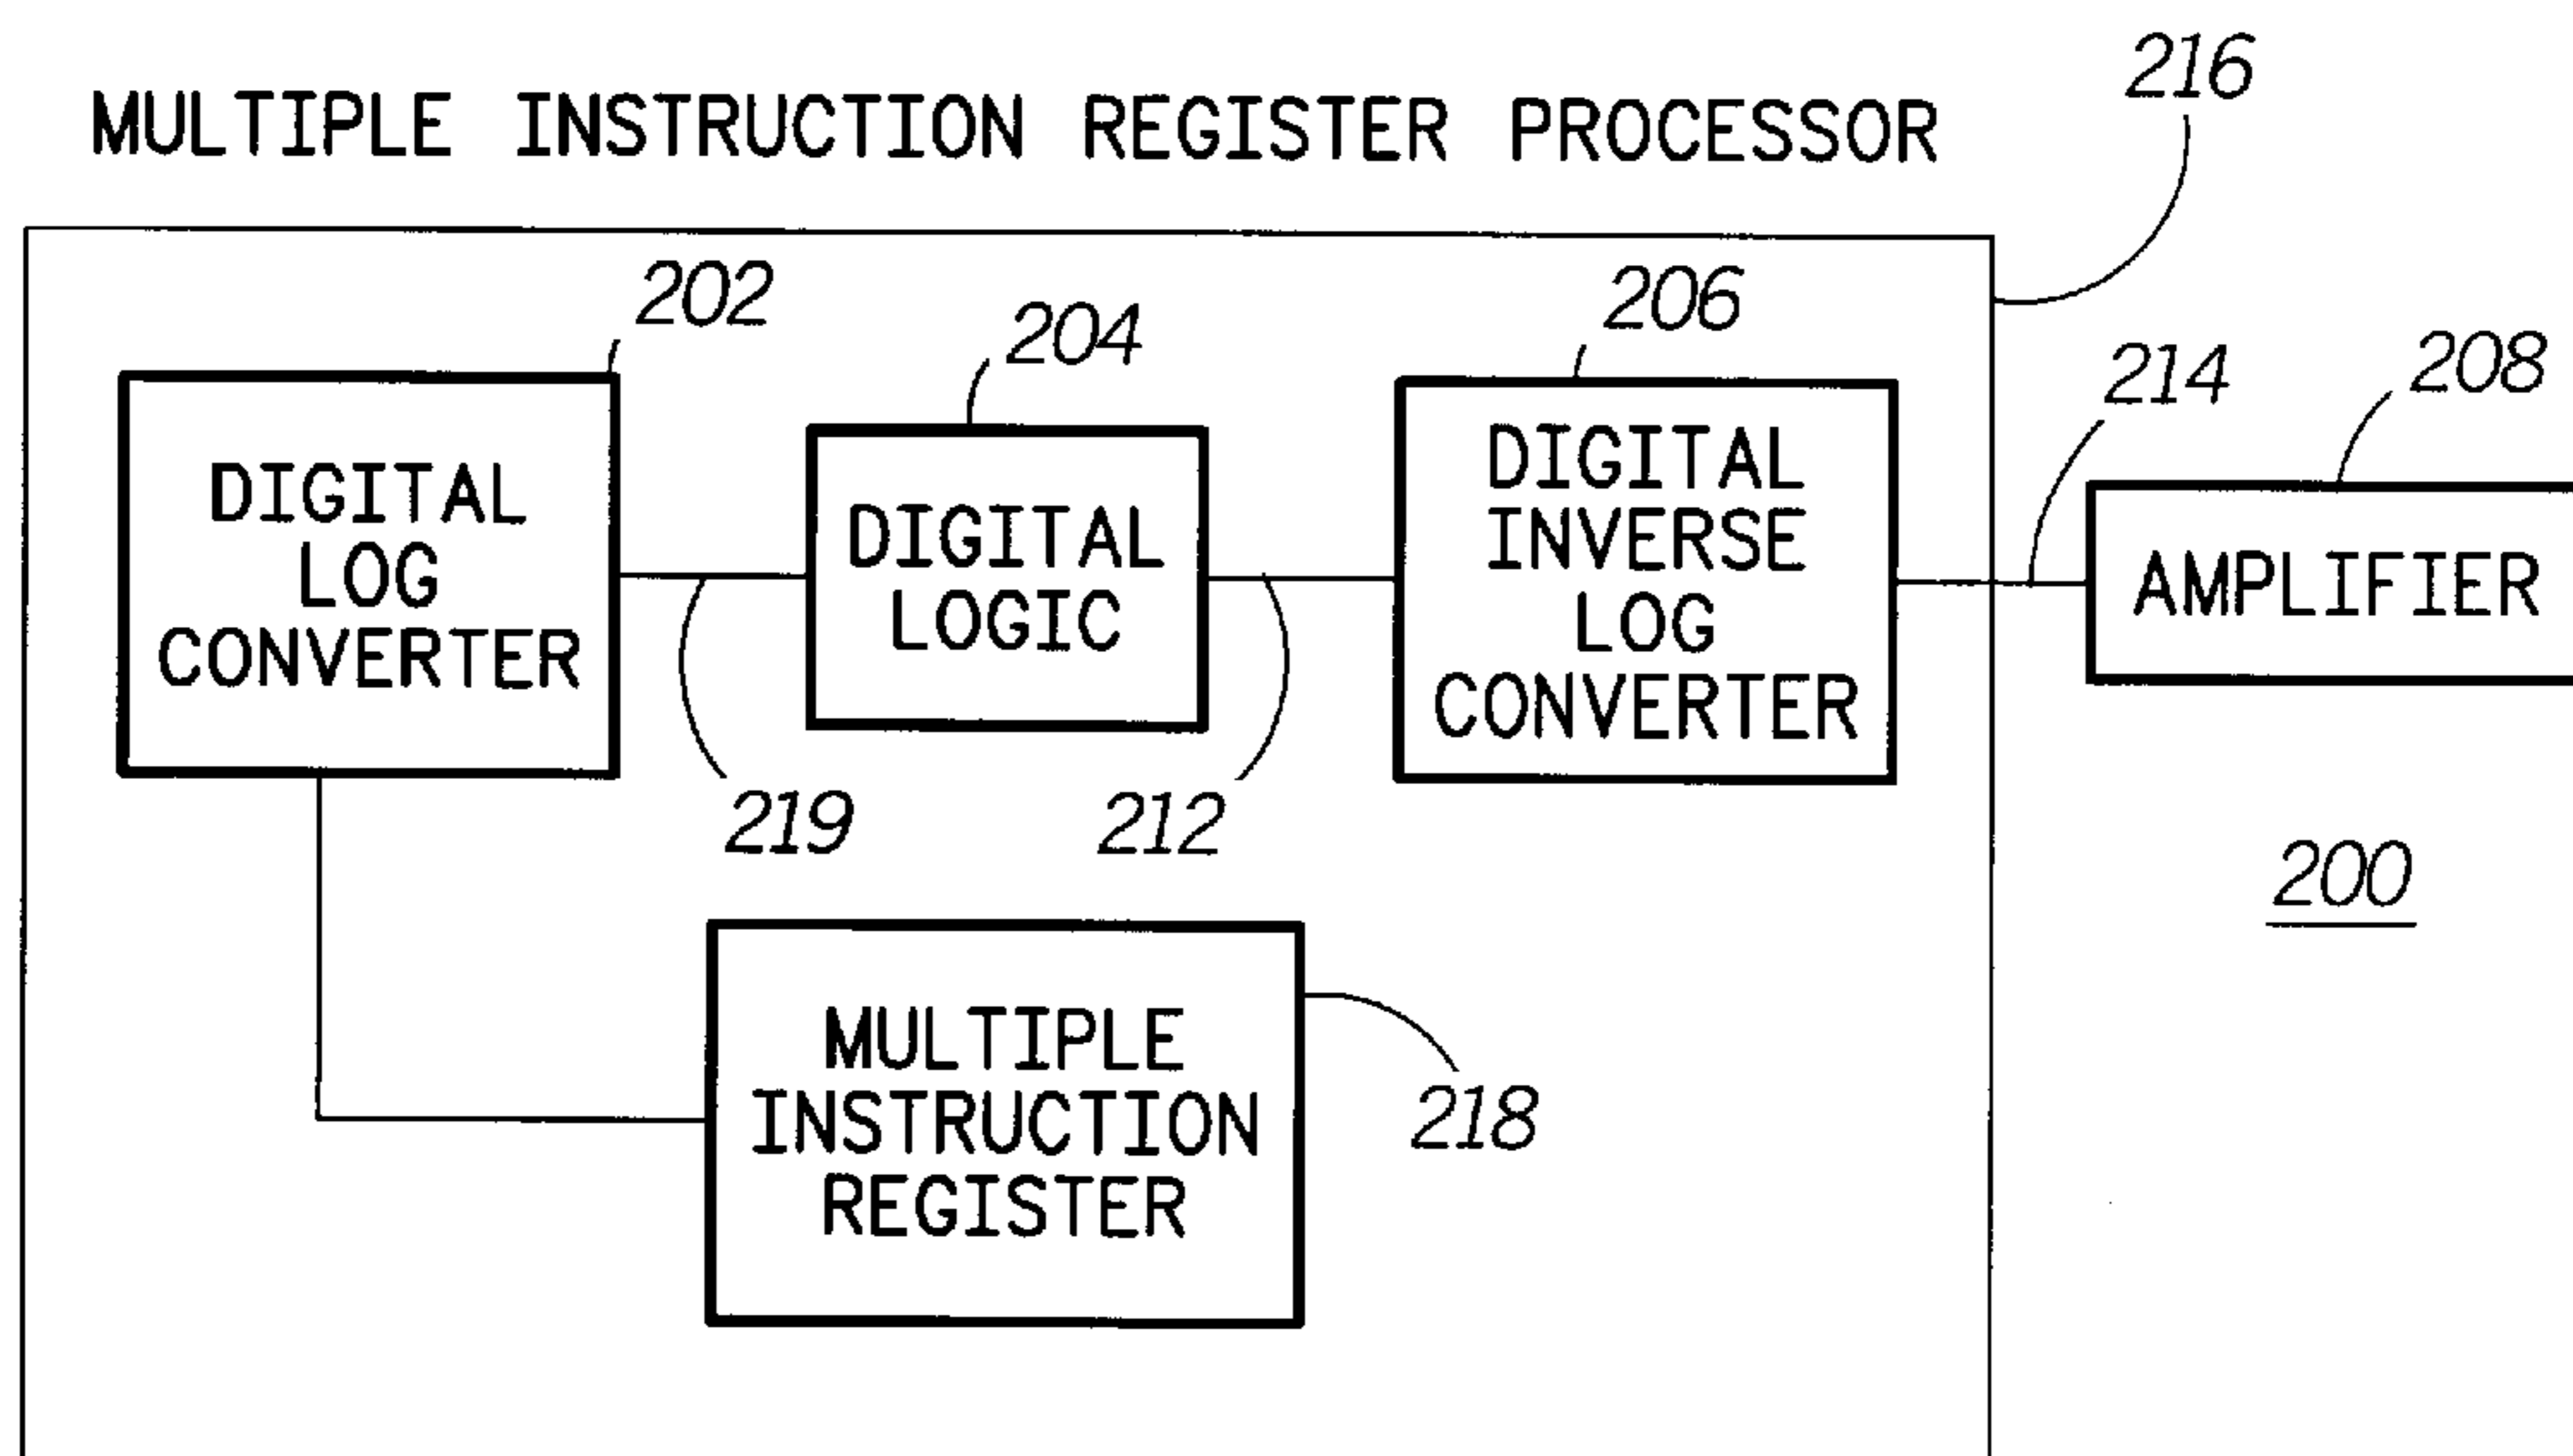 216
MULTIPLE INSTRUCTION REGISTER PROCESSOR
202
204
206
214
208
DIGITAL
LOG
CONVERTER
DIGITAL
LOGIC
DIGITAL
INVERSE
LOG
CONVERTER
AMPLIFIER
219
212
200
MULTIPLE
INSTRUCTION
REGISTER
218